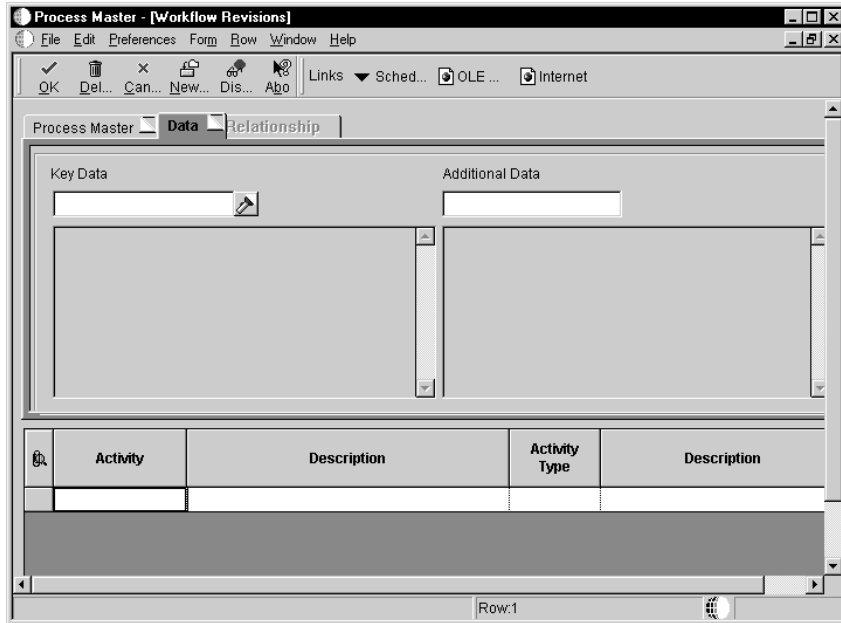 Process Master - [Workflow Revisions]
File Edit Preferences Form Row Window Help
OK Del... Can... New... Dis... Abo Links Sched... OLE ... Internet
Process Master Data Relationship
Key Data Additional Data
Activity Description Activity Type Description
Row:1